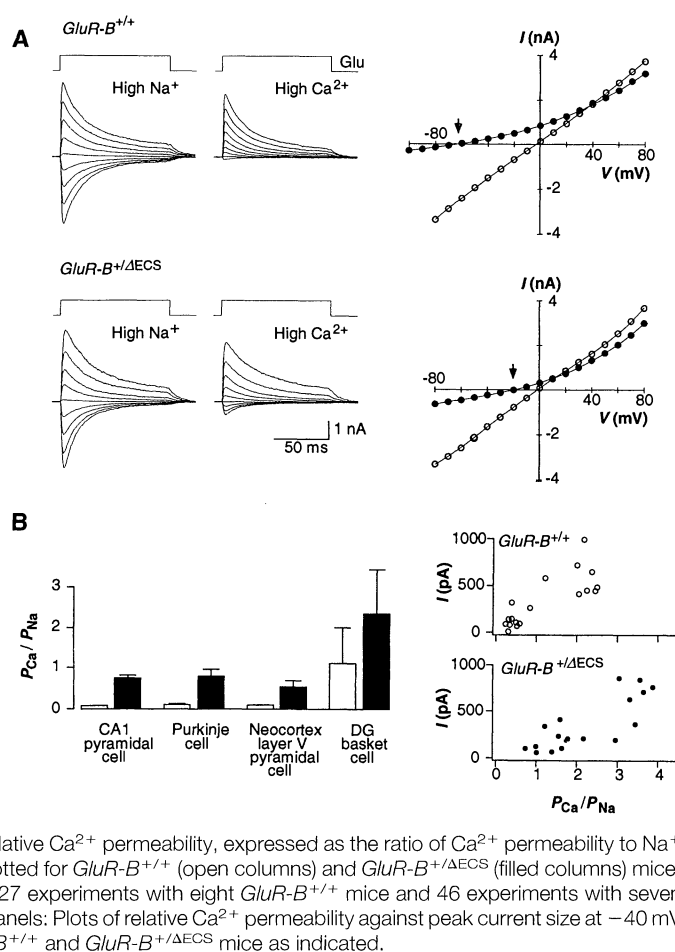 A
GluR-B+/+
Glu
High Na+
High Ca2+
I (nA)
4
-80
40
80
V (mV)
-2
-4
GluR-B+/ΔECS
High Na+
High Ca2+
1 nA
50 ms
I (nA)
4
-80
40
80
V (mV)
-2
-4
B
PCa / PNa
3
2
1
0
CA1
pyramidal
cell
Purkinje
cell
Neocortex
layer V
pyramidal
cell
DG
basket
cell
I (pA)
1000
500
0
GluR-B+/+
I (pA)
1000
500
0
GluR-B+/ΔECS
0 1 2 3 4
PCa/PNa
lative Ca2+ permeability, expressed as the ratio of Ca2+ permeability to Na+
otted for GluR-B+/+ (open columns) and GluR-B+/ΔECS (filled columns) mice
27 experiments with eight GluR-B+/+ mice and 46 experiments with seven
anels: Plots of relative Ca2+ permeability against peak current size at −40 mV
B+/+ and GluR-B+/ΔECS mice as indicated.